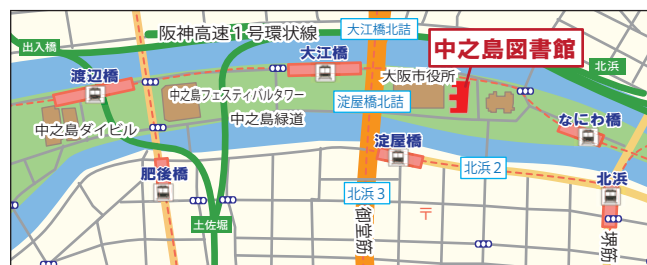 阪神高速1号環状線
大江橋北詰
出入橋
中之島図書館
北浜
渡辺橋
大江橋
大阪市役所
中之島フェスティバルタワー
淀屋橋北詰
中之島ダイビル
中之島緑道
なにわ橋
淀屋橋
肥後橋
北浜2
北浜3
北浜
土佐堀
御堂筋
堺筋